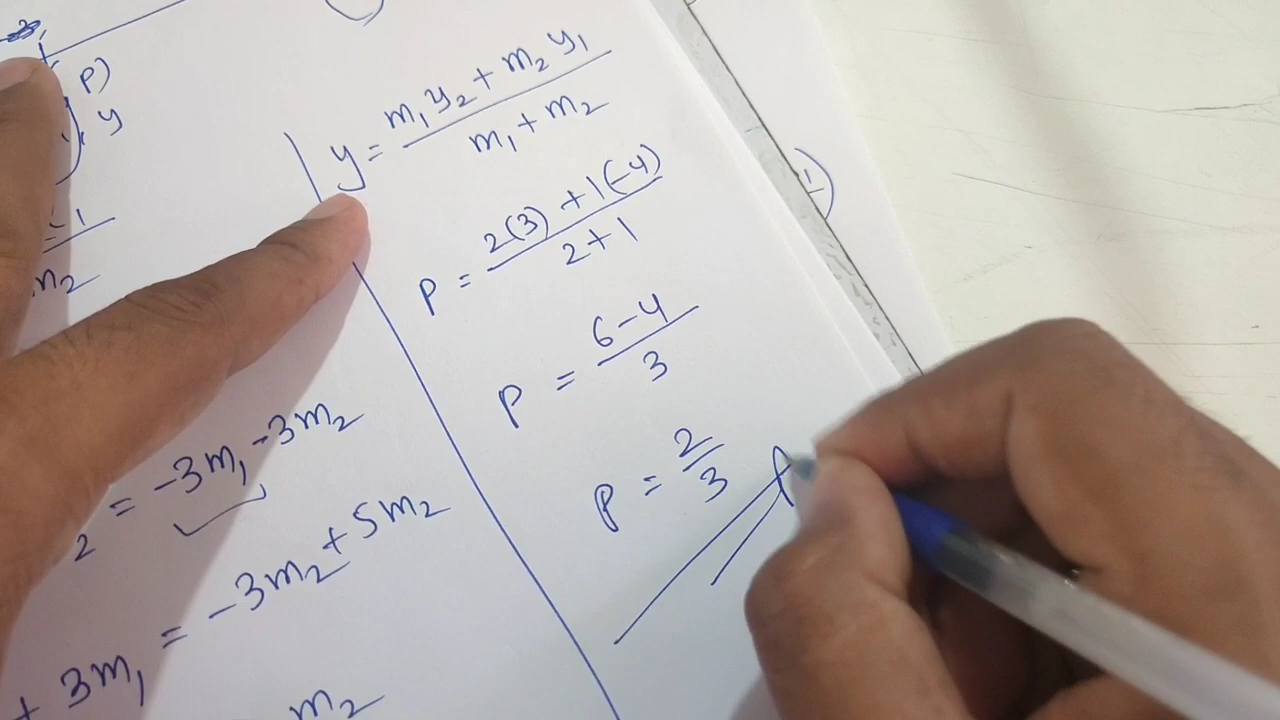 P)
y
m2
= -3m1 - 3m2
2
= -3m2 + 5m2
+ 3m1
m2
y = m1y2 + m2y1
m1 + m2
P = 2(3) + 1(-4)
2 + 1
P = 6-4
3
P = 2
3